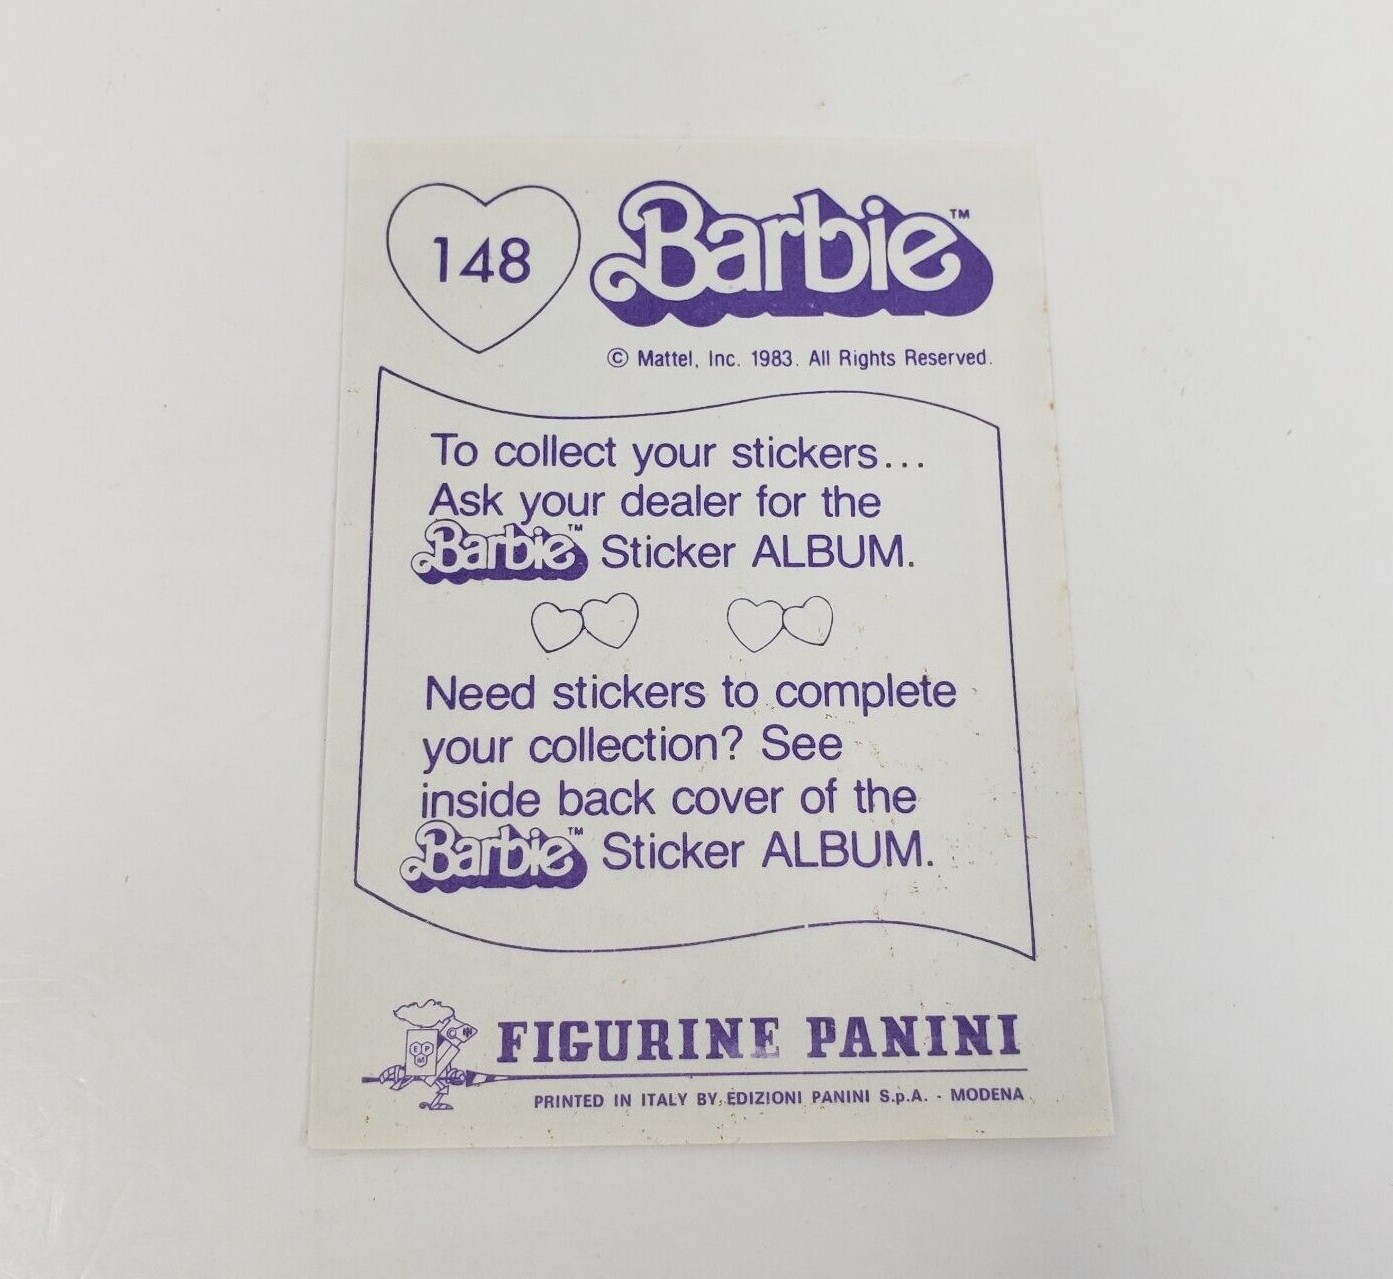 148
Barbie™
© Mattel, Inc. 1983. All Rights Reserved.
To collect your stickers...
Ask your dealer for the
Barbie™ Sticker ALBUM.
Need stickers to complete
your collection? See
inside back cover of the
Barbie™ Sticker ALBUM.
EPM
FIGURINE PANINI
PRINTED IN ITALY BY EDIZIONI PANINI S.p.A. - MODENA